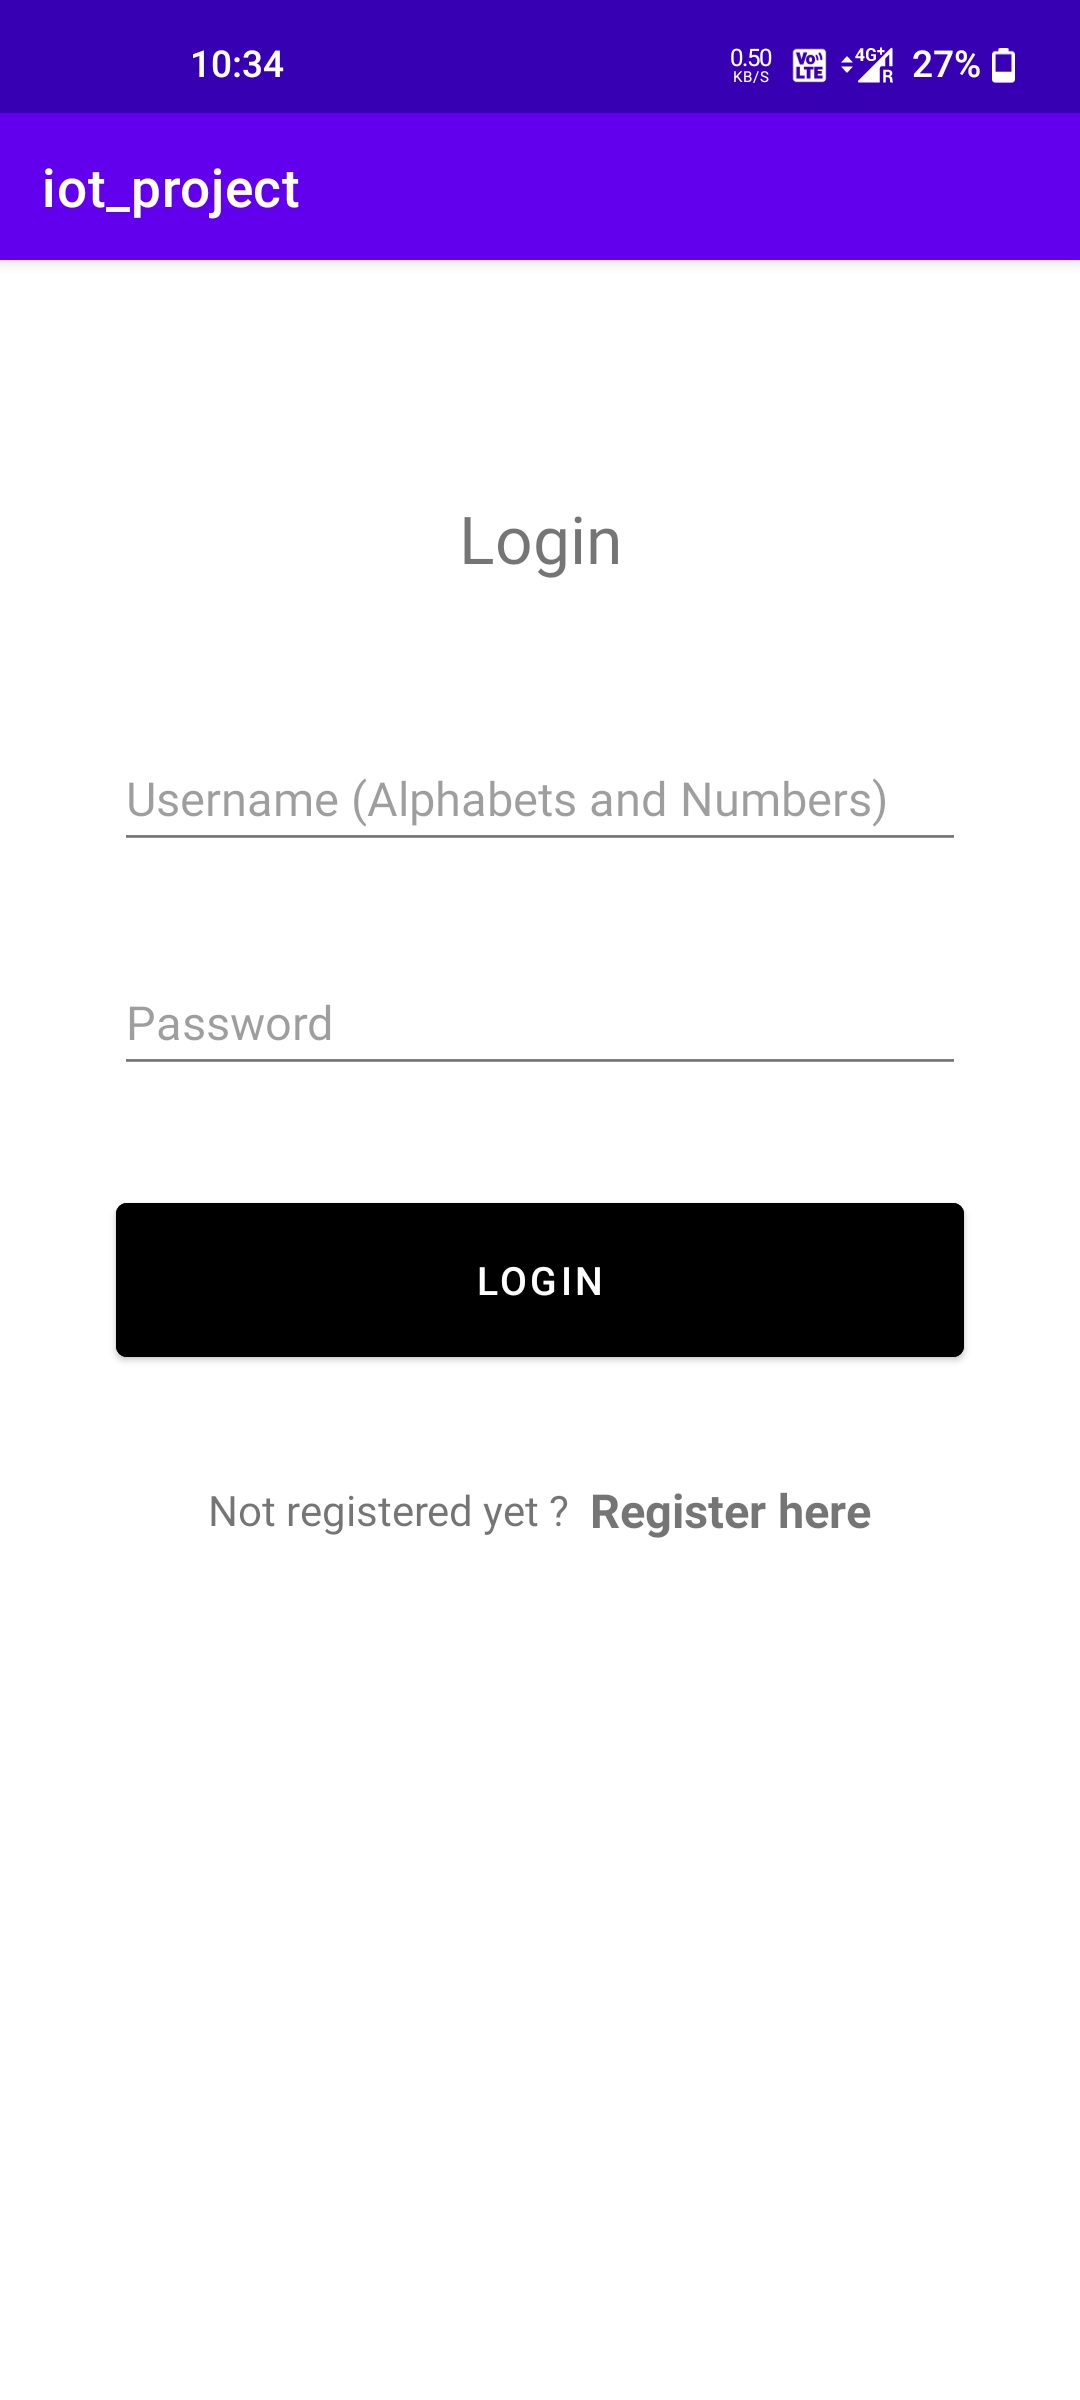 10:34
0.50
KB/S
Vo
LTE
4G+
R
27%
iot_project
Login
Username (Alphabets and Numbers)
Password
LOGIN
Not registered yet ? Register here